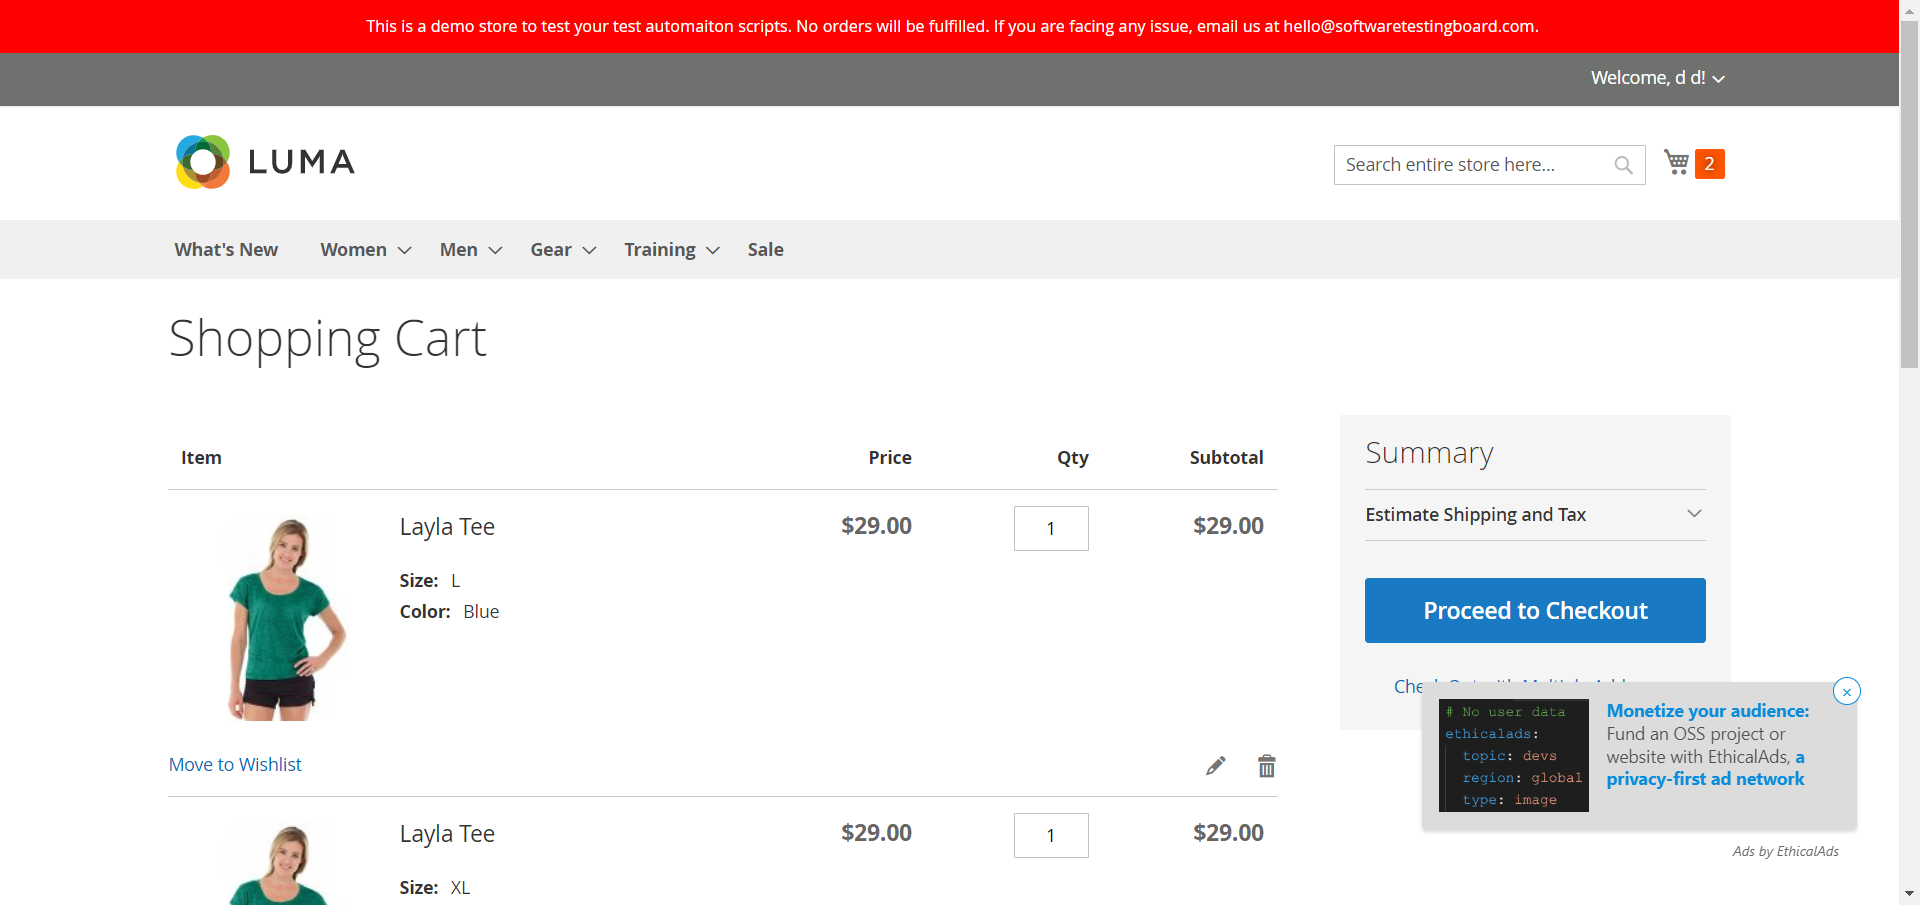 This is a demo store to test your test automaiton scripts. No orders will be fulfilled. If you are facing any issue, email us at hello@softwaretestingboard.com.
Welcome, d d!
LUMA
Search entire store here...
2
What's New Women Men Gear Training Sale
Shopping Cart
Item Price Qty Subtotal
Layla Tee $29.00 1 $29.00
Size: L
Color: Blue
Move to Wishlist
Layla Tee $29.00 1 $29.00
Size: XL
Summary
Estimate Shipping and Tax
Proceed to Checkout
# No user data
ethicalads:
topic: devs
region: global
type: image
Monetize your audience:
Fund an OSS project or
website with EthicalAds, a
privacy-first ad network
Ads by EthicalAds